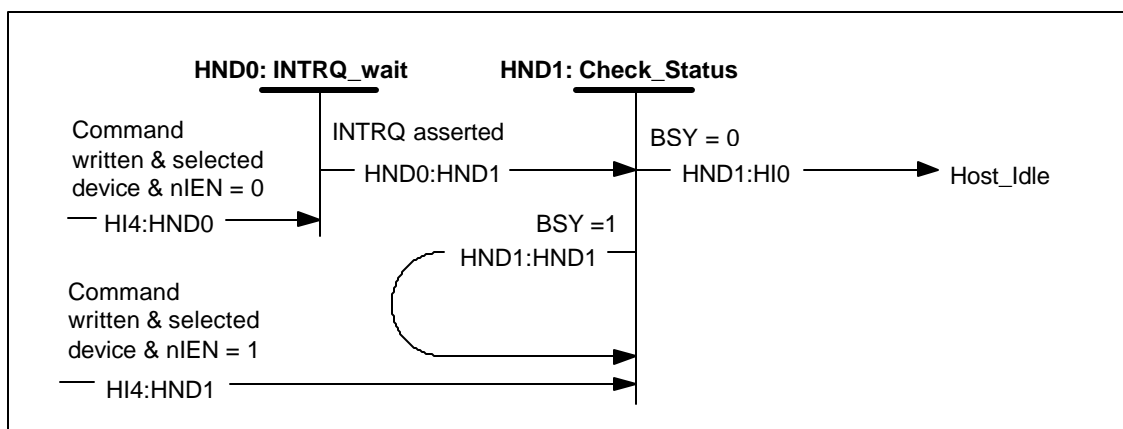 HND0: INTRQ_wait
HND1: Check_Status
Command
written & selected
device & nIEN = 0
HI4:HND0
INTRQ asserted
HND0:HND1
BSY = 0
HND1:HI0
Host_Idle
BSY =1
HND1:HND1
Command
written & selected
device & nIEN = 1
HI4:HND1